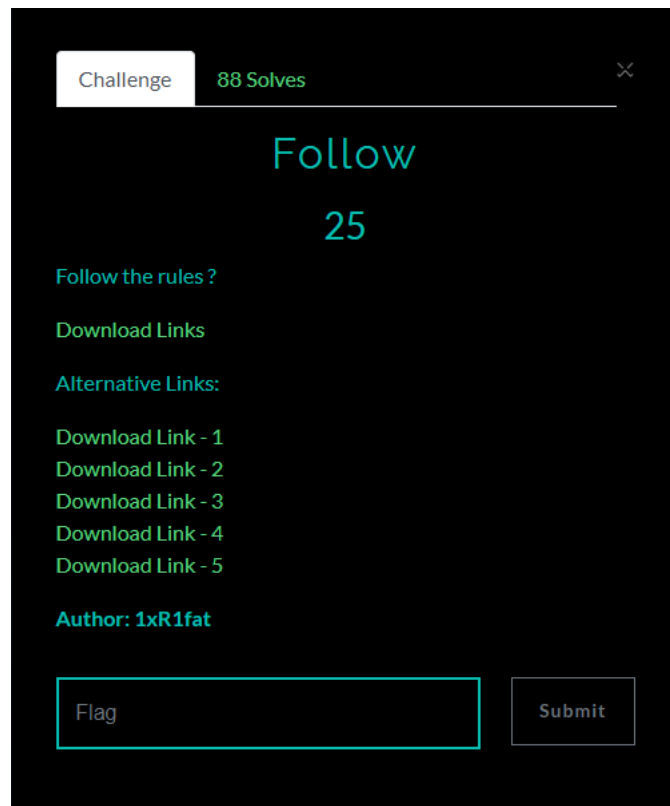 Challenge 88 Solves
Follow
25
Follow the rules ?
Download Links
Alternative Links:
Download Link - 1
Download Link - 2
Download Link - 3
Download Link - 4
Download Link - 5
Author: 1xR1fat
Flag Submit